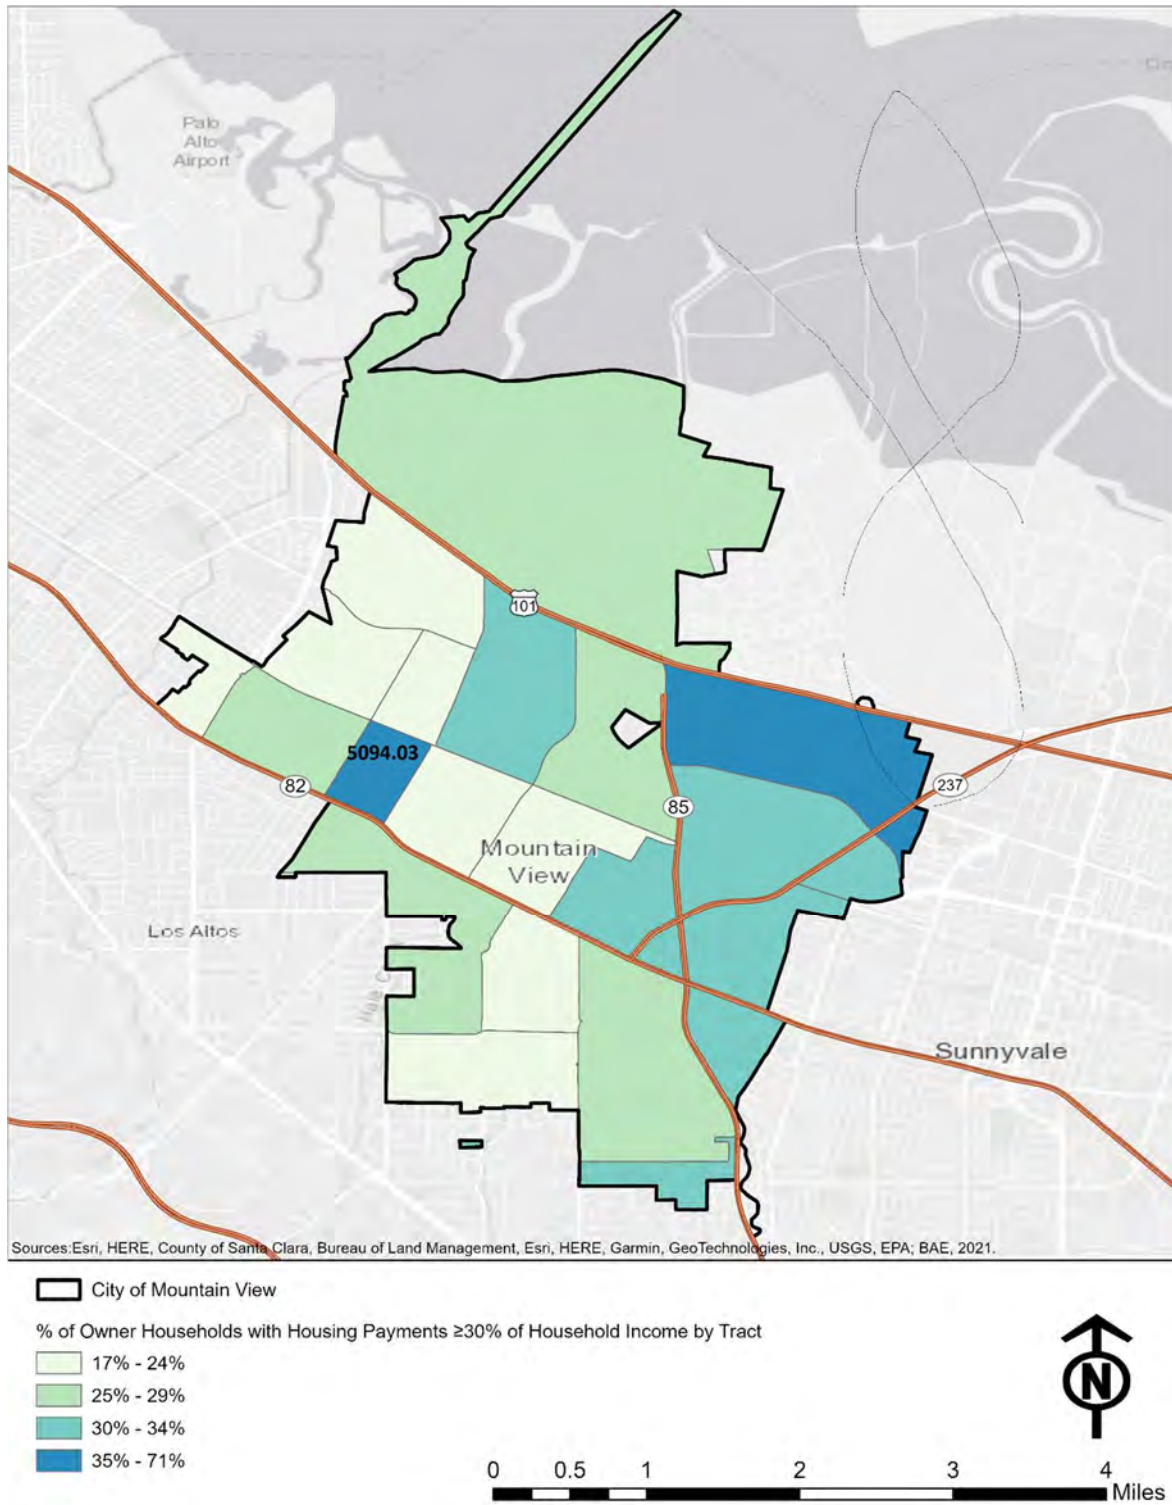 Palo
Alto
Airport
101
5094.03
82
85
237
Mountain
View
Los Altos
Sunnyvale
Sources:Esri, HERE, County of Santa Clara, Bureau of Land Management, Esri, HERE, Garmin, GeoTechnologies, Inc., USGS, EPA; BAE, 2021.
City of Mountain View
% of Owner Households with Housing Payments ≥30% of Household Income by Tract
17% - 24%
25% - 29%
30% - 34%
35% - 71%
N
0 0.5 1 2 3 4
Miles